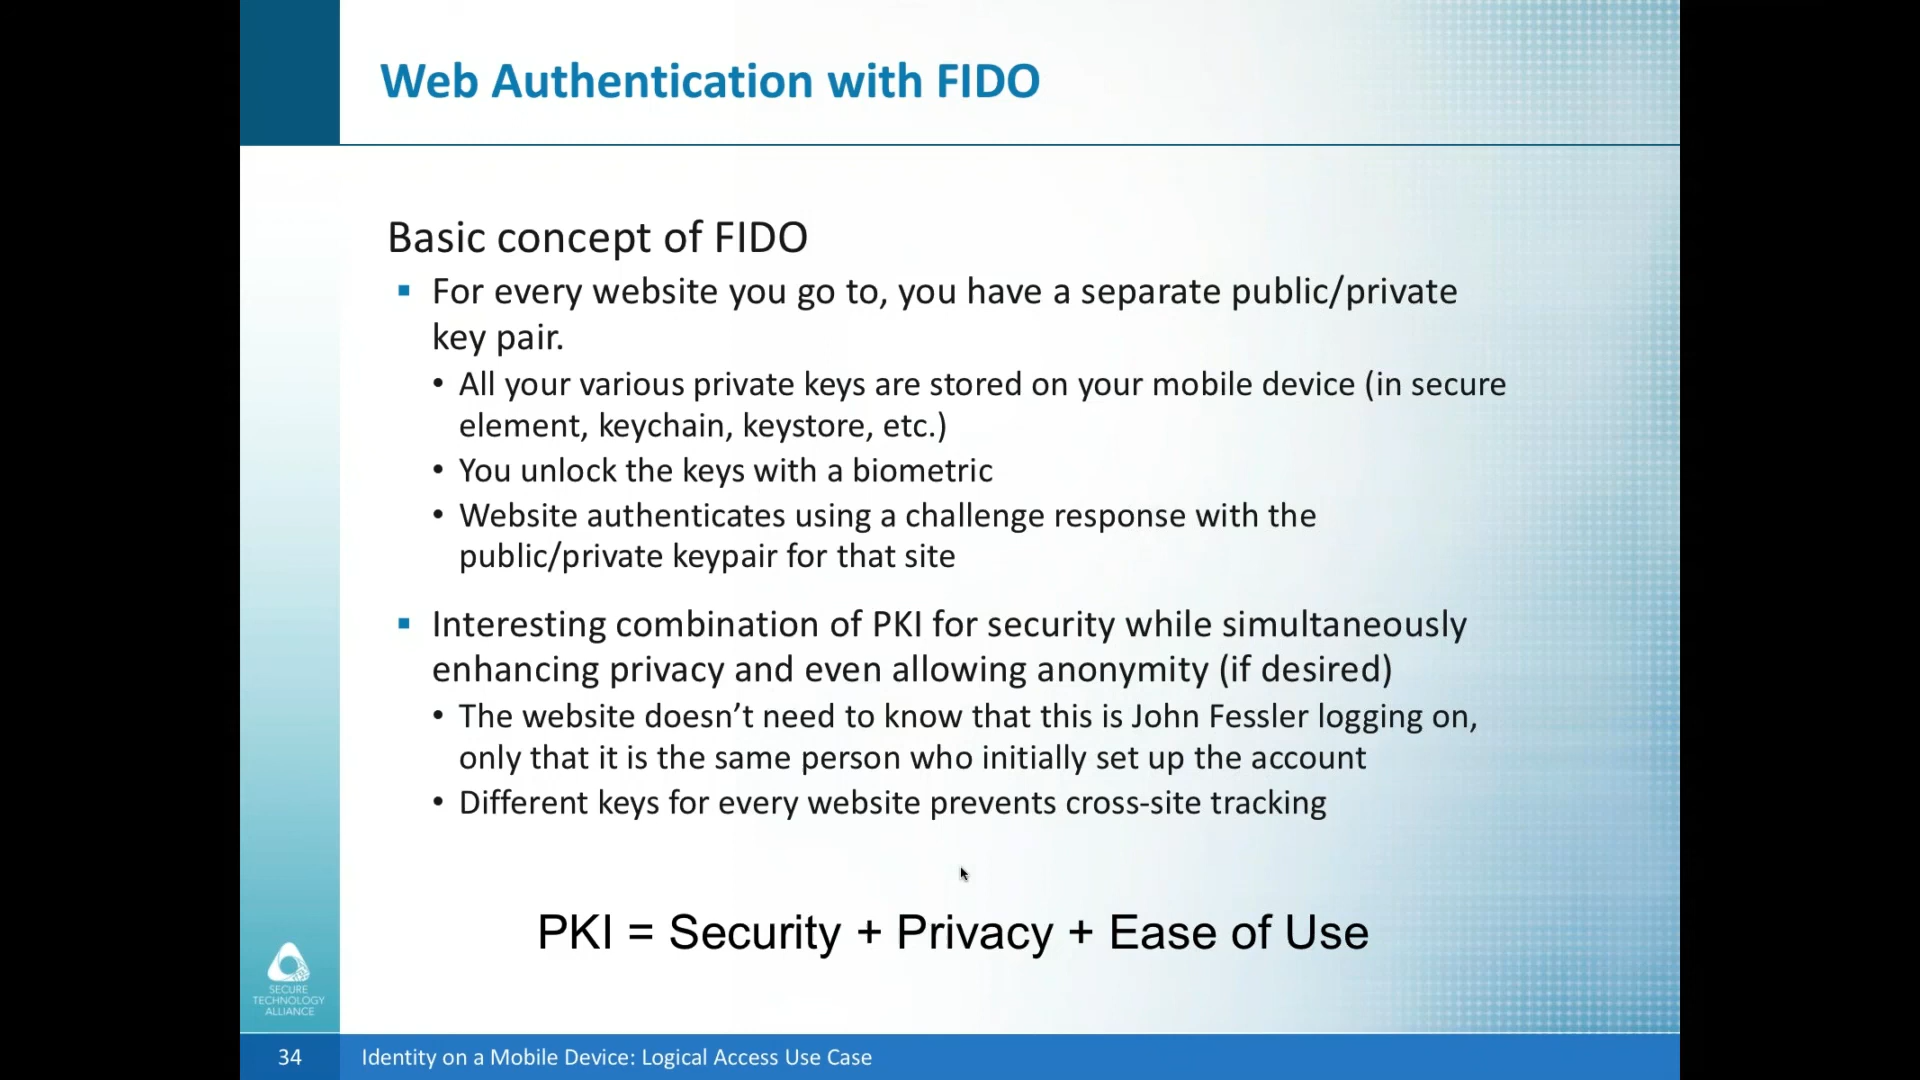 Web Authentication with FIDO
Basic concept of FIDO
▪ For every website you go to, you have a separate public/private
key pair.
• All your various private keys are stored on your mobile device (in secure
element, keychain, keystore, etc.)
• You unlock the keys with a biometric
• Website authenticates using a challenge response with the
public/private keypair for that site
▪ Interesting combination of PKI for security while simultaneously
enhancing privacy and even allowing anonymity (if desired)
• The website doesn’t need to know that this is John Fessler logging on,
only that it is the same person who initially set up the account
• Different keys for every website prevents cross-site tracking
PKI = Security + Privacy + Ease of Use
SECURE
TECHNOLOGY
ALLIANCE
34
Identity on a Mobile Device: Logical Access Use Case